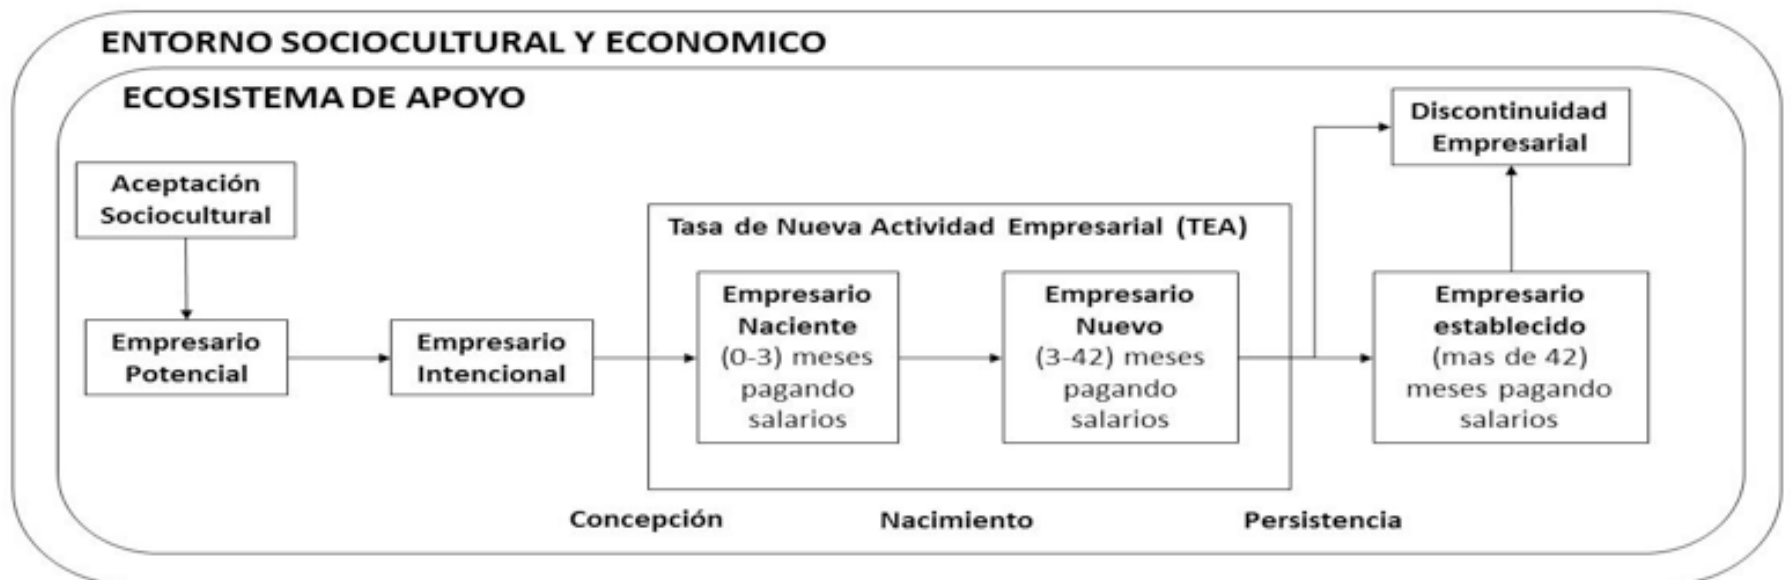 ENTORNO SOCIOCULTURAL Y ECONOMICO
ECOSISTEMA DE APOYO
Aceptación
Sociocultural
Empresario
Potencial
Empresario
Intencional
Tasa de Nueva Actividad Empresarial (TEA)
Empresario
Naciente
(0-3) meses
pagando
salarios
Empresario
Nuevo
(3-42) meses
pagando
salarios
Discontinuidad
Empresarial
Empresario
establecido
(mas de 42)
meses pagando
salarios
Concepción
Nacimiento
Persistencia